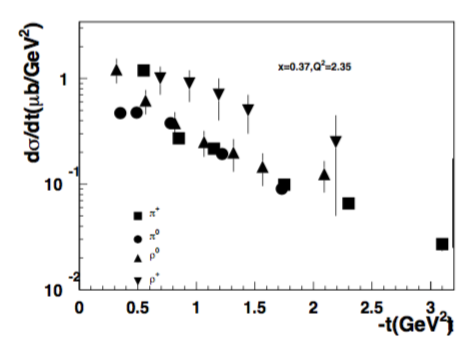 dσ/dt(μb/GeV²)
x=0.37,Q²=2.35
1
10⁻¹
10⁻²
π⁺
π⁰
ρ⁰
ρ⁺
0 0.5 1 1.5 2 2.5 3
-t(GeV²)